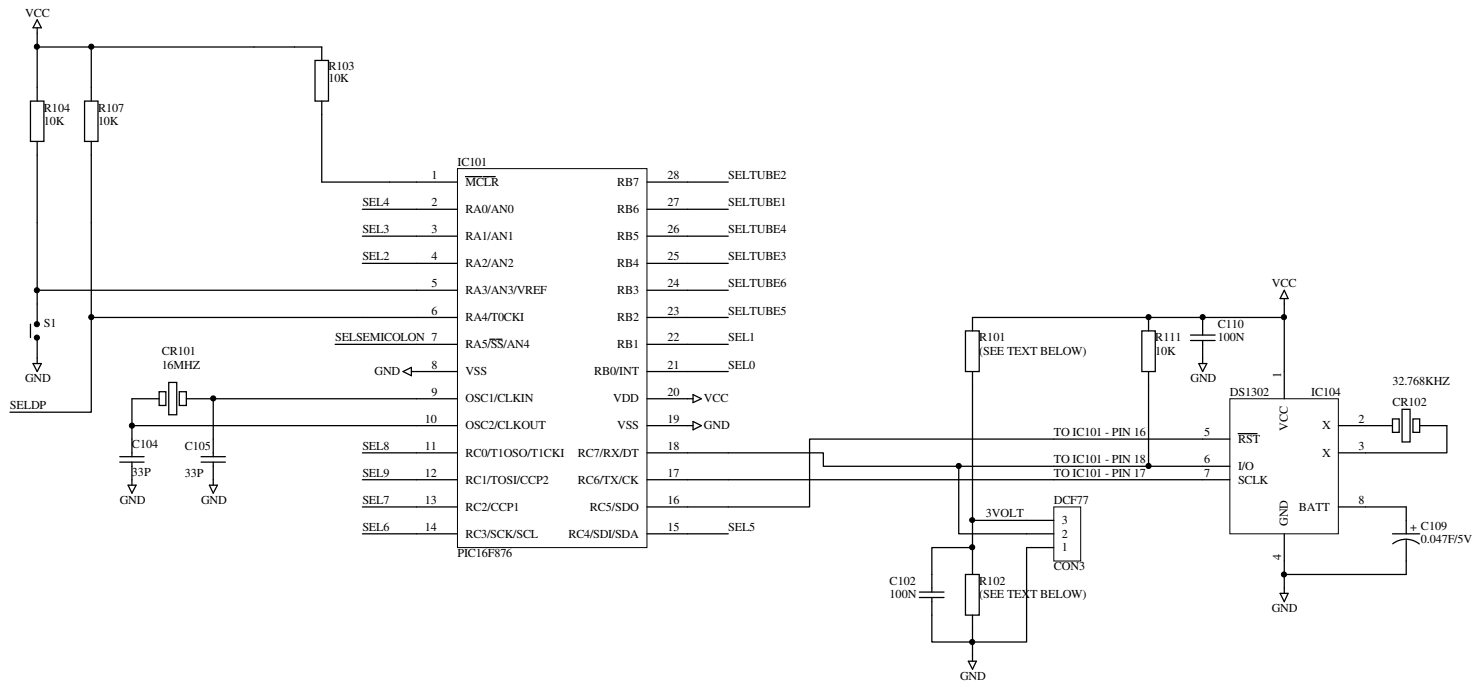 VCC
R103
10K
R104
10K
R107
10K
IC101
1 MCLR RB7 28 SELTUBE2
SEL4 2 RA0/AN0 RB6 27 SELTUBE1
SEL3 3 RA1/AN1 RB5 26 SELTUBE4
SEL2 4 RA2/AN2 RB4 25 SELTUBE3
5 RA3/AN3/VREF RB3 24 SELTUBE6
6 RA4/T0CKI RB2 23 SELTUBE5
SELSEMICOLON 7 RA5/SS/AN4 RB1 22 SEL1
GND 8 VSS RB0/INT 21 SEL0
9 OSC1/CLKIN VDD 20 VCC
10 OSC2/CLKOUT VSS 19 GND
SEL8 11 RC0/T1OSO/T1CKI RC7/RX/DT 18
SEL9 12 RC1/TOSI/CCP2 RC6/TX/CK 17
SEL7 13 RC2/CCP1 RC5/SDO 16
SEL6 14 RC3/SCK/SCL RC4/SDI/SDA 15 SEL5
PIC16F876
S1
GND
SELDP
CR101
16MHZ
C104
33P
GND
C105
33P
GND
VCC
R101
(SEE TEXT BELOW)
R111
10K
C110
100N
GND
DS1302 IC104
1
VCC
TO IC101 - PIN 16 5 RST
TO IC101 - PIN 18 6 I/O
TO IC101 - PIN 17 7 SCLK
X 2
X 3
32.768KHZ
CR102
GND
4
BATT 8
+ C109
0.047F/5V
GND
DCF77
3VOLT 3
2
1
CON3
C102
100N
R102
(SEE TEXT BELOW)
GND